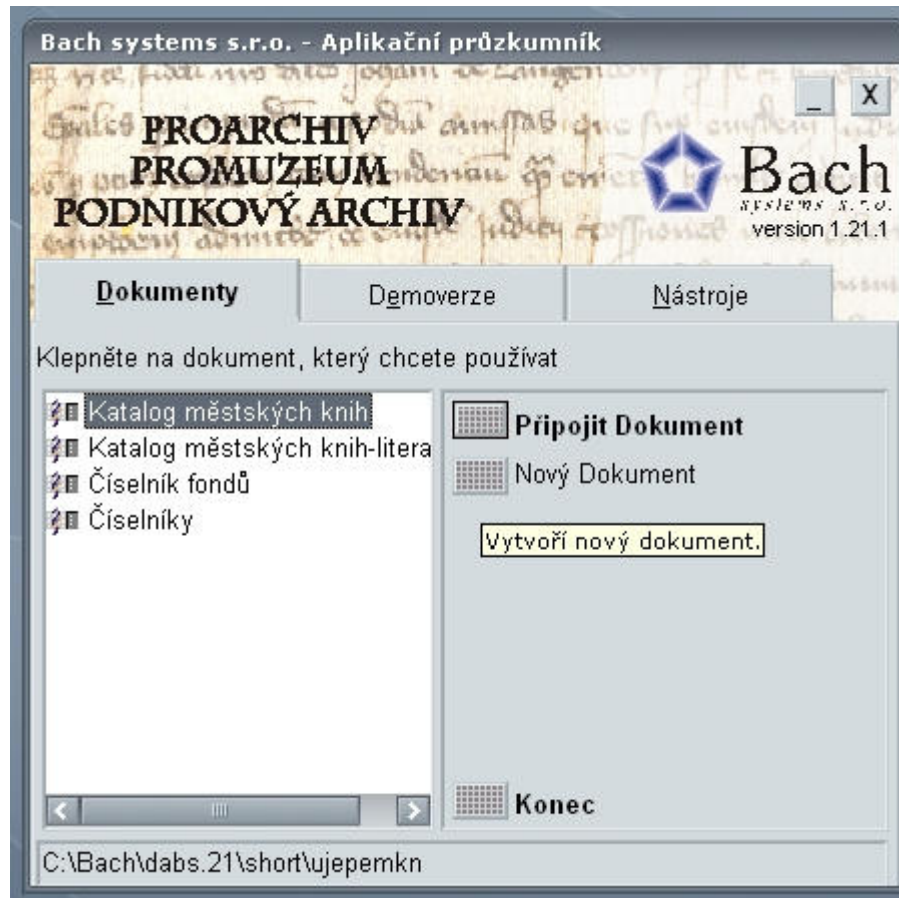 Bach systems s.r.o. - Aplikační průzkumník
_ X
PROARCHIV
PROMUZEUM
PODNIKOVÝ ARCHIV
Bach
systems s.r.o.
version 1.21.1
Dokumenty Demoverze Nástroje
Klepněte na dokument, který chcete používat
Katalog městských knih
Katalog městských knih-litera
Číselník fondů
Číselníky
Připojit Dokument
Nový Dokument
Vytvoří nový dokument.
Konec
C:\Bach\dabs.21\short\ujepemkn